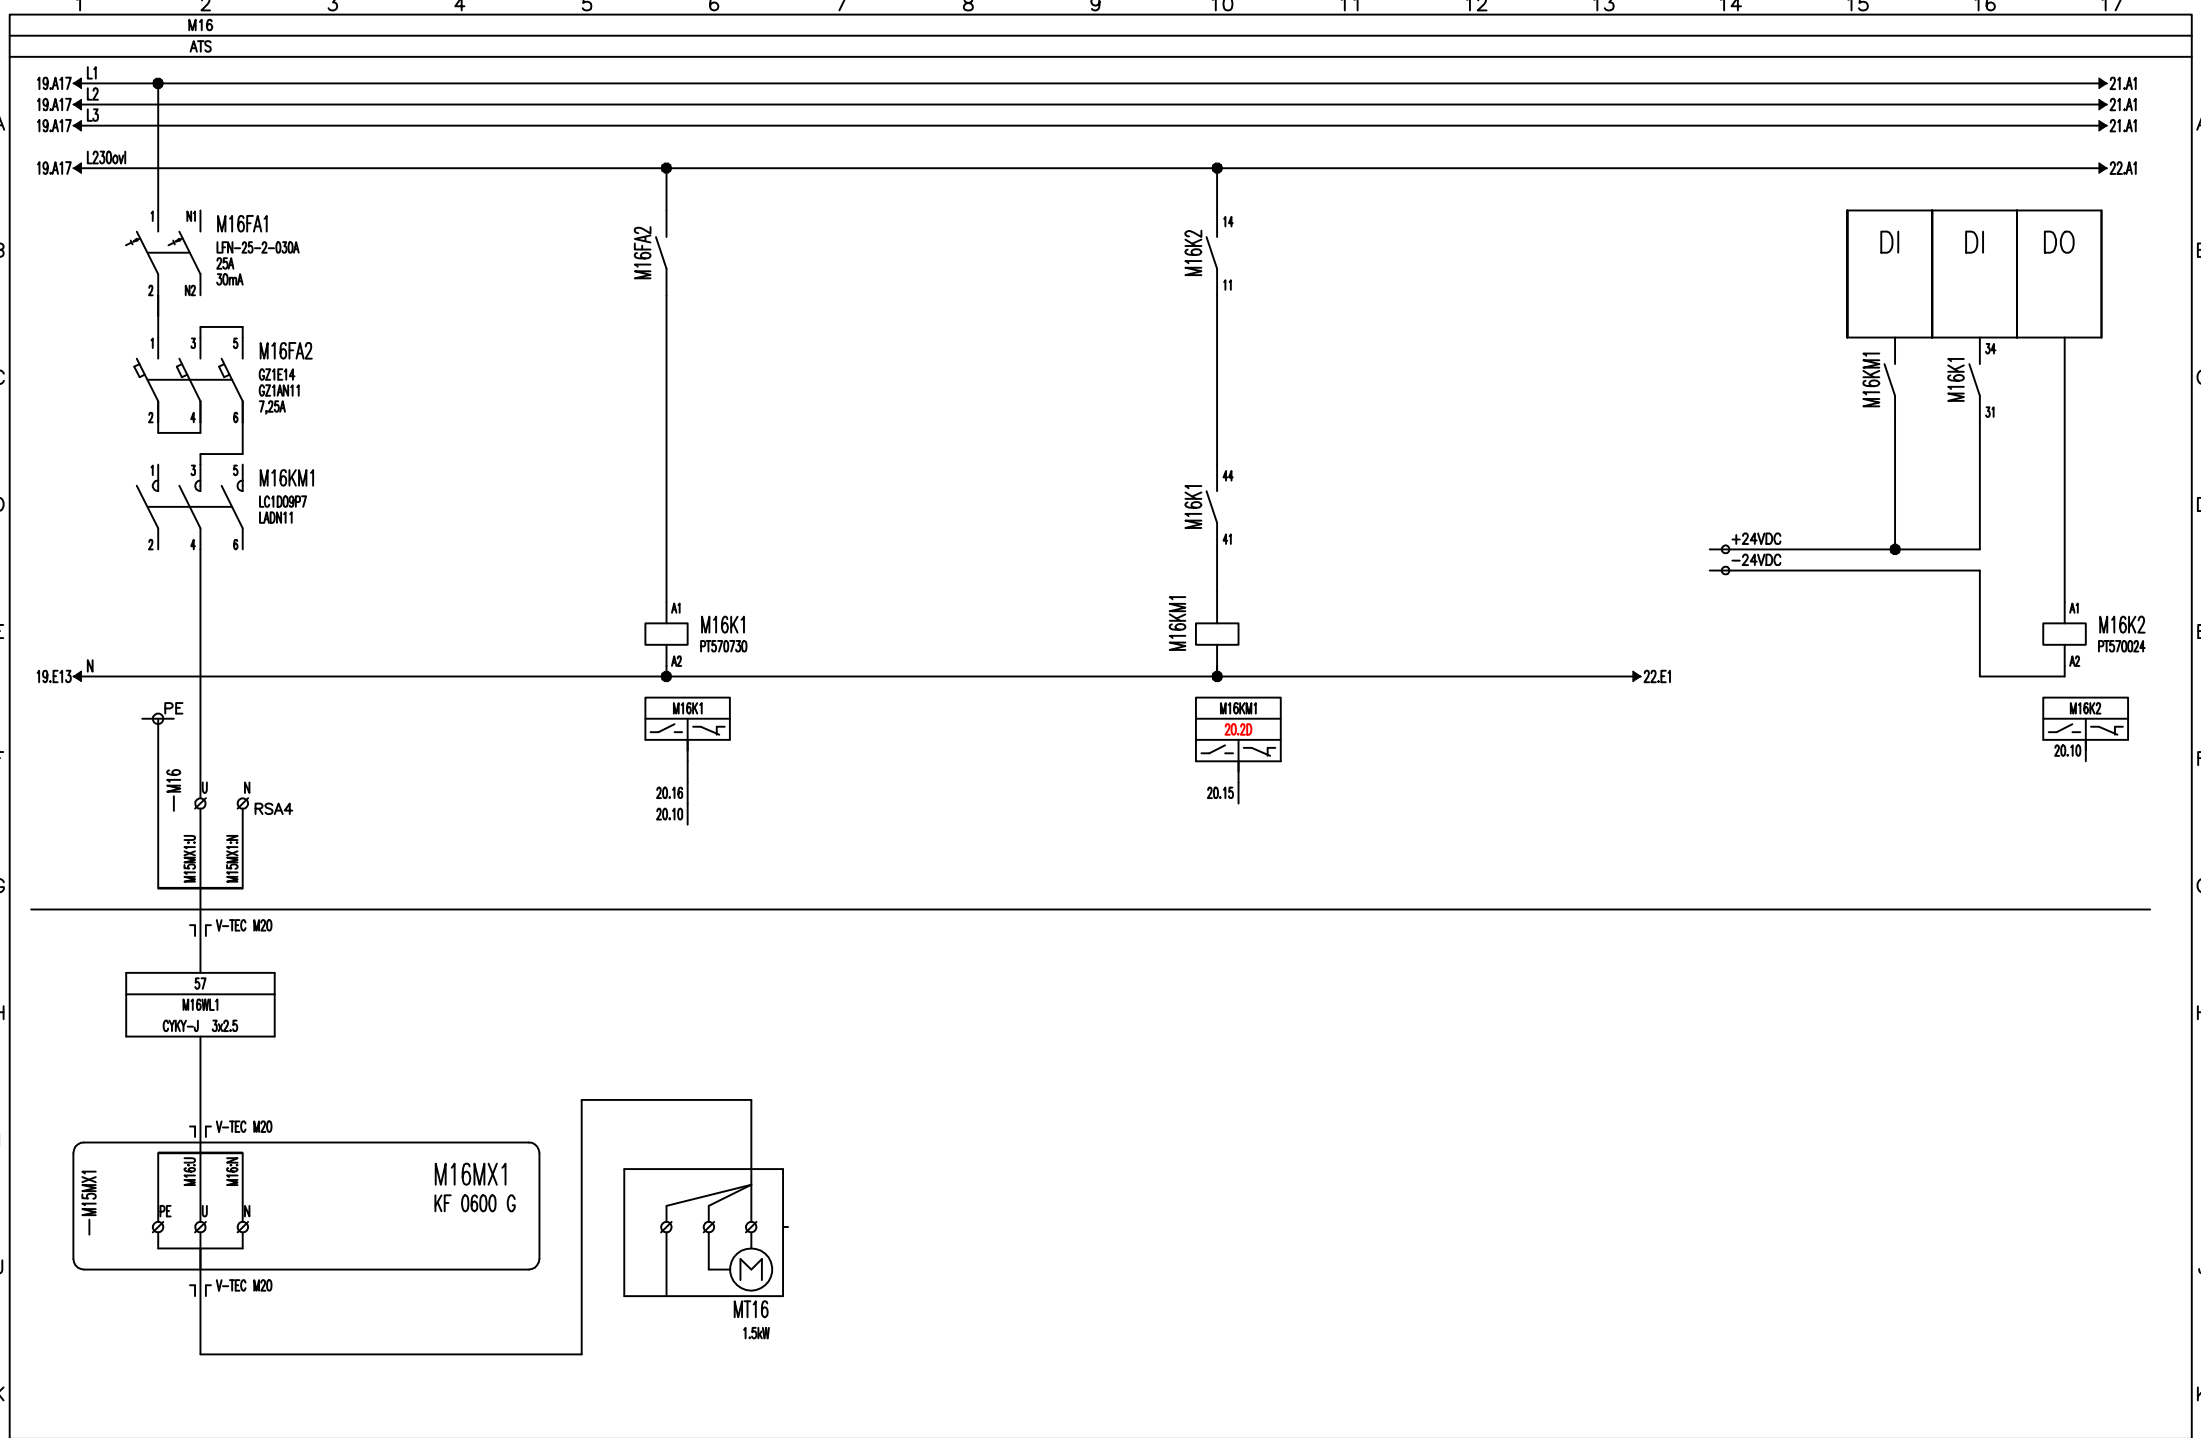 1 2 3 4 5 6 7 8 9 10 11 12 13 14 15 16 17
M16
ATS
19.A17 L1 21.A1
19.A17 L2 21.A1
A 19.A17 L3 21.A1 A
19.A17 L230ovl 22.A1
1 N1 M16FA1
LFN-25-2-030A
25A
30mA
2 N2
M16FA2
14
M16K2
11
DI DI DO
1 3 5 M16FA2
GZ1E14
GZ1AN11
7,25A
2 4 6
M16KM1
34
M16K1
31
1 3 5 M16KM1
LC1D09P7
LADN11
2 4 6
44
M16K1
41
+24VDC
-24VDC
A1
M16K1
PT570730
A2
M16KM1
A1
M16K2
PT570024
A2
19.E13 N 22.E1
PE
M16K1
M16KM1
20.2D
M16K2
20.10
20.16
20.10
20.15
M16
U N
RSA4
M15MX1:U
M15MX1:N
V-TEC M20
57
M16WL1
H CYKY-J 3x2.5 H
V-TEC M20
M15MX1
M16:U
M16:N
M16MX1
KF 0600 G
PE U N
M
V-TEC M20
MT16
1.5kW